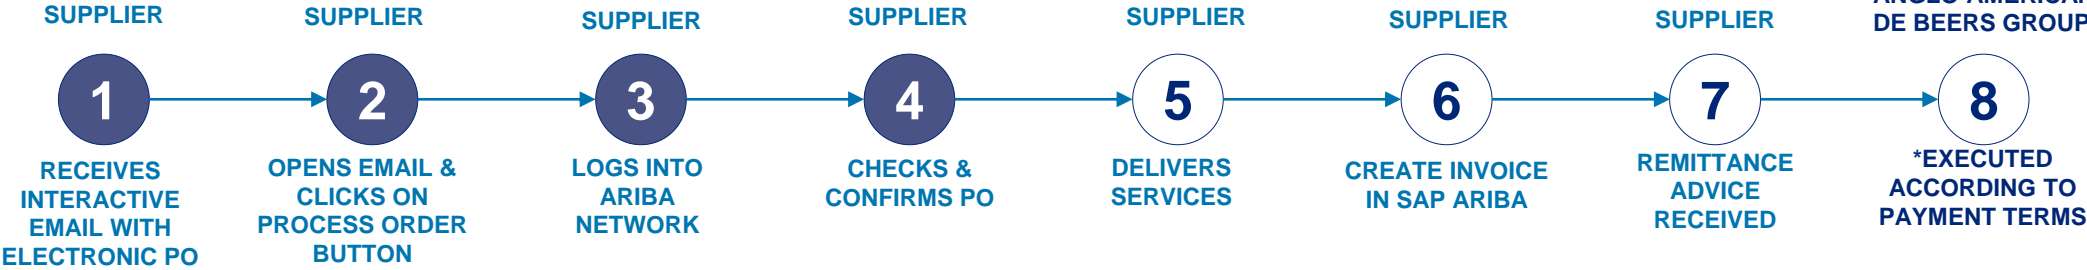 SUPPLIER
1
RECEIVES
INTERACTIVE
EMAIL WITH
ELECTRONIC PO
SUPPLIER
2
OPENS EMAIL &
CLICKS ON
PROCESS ORDER
BUTTON
SUPPLIER
3
LOGS INTO
ARIBA
NETWORK
SUPPLIER
4
CHECKS &
CONFIRMS PO
SUPPLIER
5
DELIVERS
SERVICES
SUPPLIER
6
CREATE INVOICE
IN SAP ARIBA
SUPPLIER
7
REMITTANCE
ADVICE
RECEIVED
ANGLO AMERICAN
DE BEERS GROUP
8
*EXECUTED
ACCORDING TO
PAYMENT TERMS